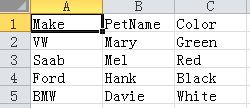 A B C
1 Make PetName Color
2 VW Mary Green
3 Saab Mel Red
4 Ford Hank Black
5 BMW Davie White